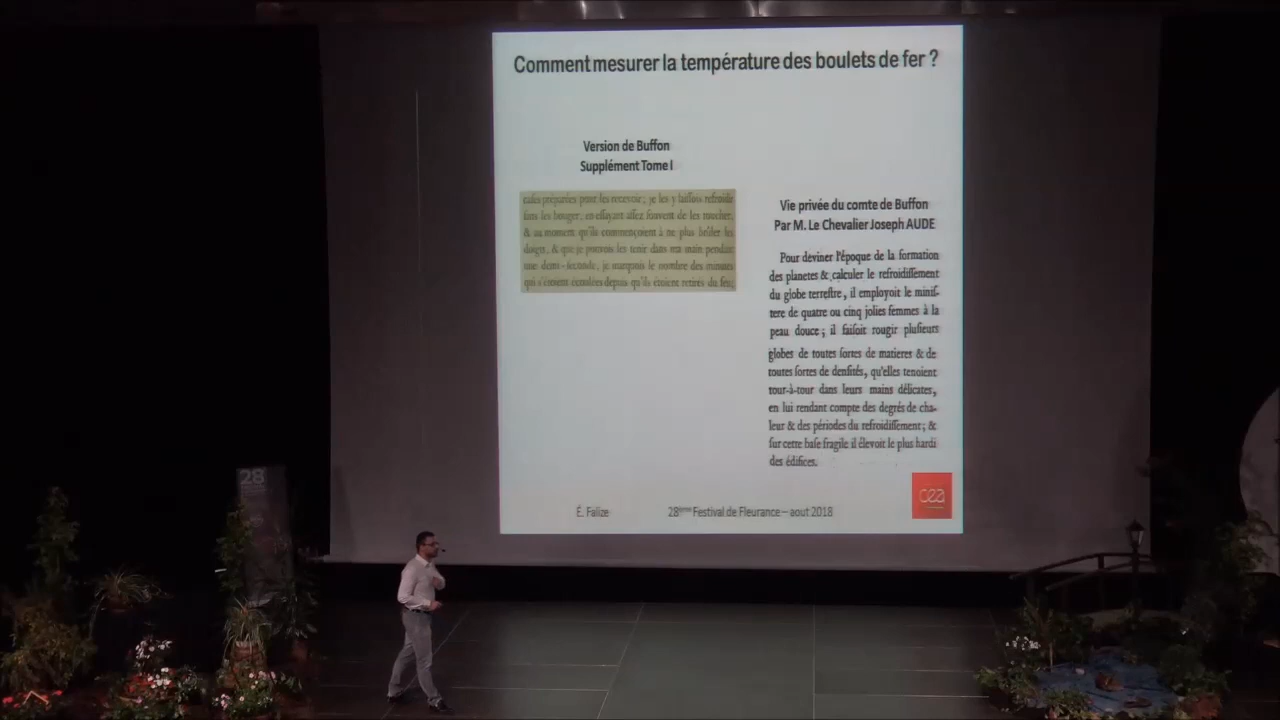 Comment mesurer la température des boulets de fer ?
Version de Buffon
Supplément Tome I
cases préparées pour les recevoir; je les y laiſſois refroidir
ſans les bouger, en eſſayant aſſez ſouvent de les toucher,
& au moment qu'ils commençoient à ne plus brûler les
doigts, & que je pouvois les tenir dans ma main pendant
une demi-ſeconde, je marquois le nombre des minutes
qui s'étoient écoulées depuis qu'ils étoient retirés du feu;
Vie privée du comte de Buffon
Par M. Le Chevalier Joseph AUDE
Pour deviner l'époque de la formation
des planetes & calculer le refroidiſſement
du globe terreſtre, il employoit le miniſ-
tere de quatre ou cinq jolies femmes à la
peau douce; il faiſoit rougir pluſieurs
globes de toutes ſortes de matieres & de
toutes ſortes de denſités, qu'elles tenoient
tour-à-tour dans leurs mains délicates,
en lui rendant compte des degrés de cha-
leur & des périodes du refroidiſſement; &
ſur cette baſe fragile il élevoit le plus hardi
des édifices.
cea
É. Falize
28ième Festival de Fleurance – aout 2018
28